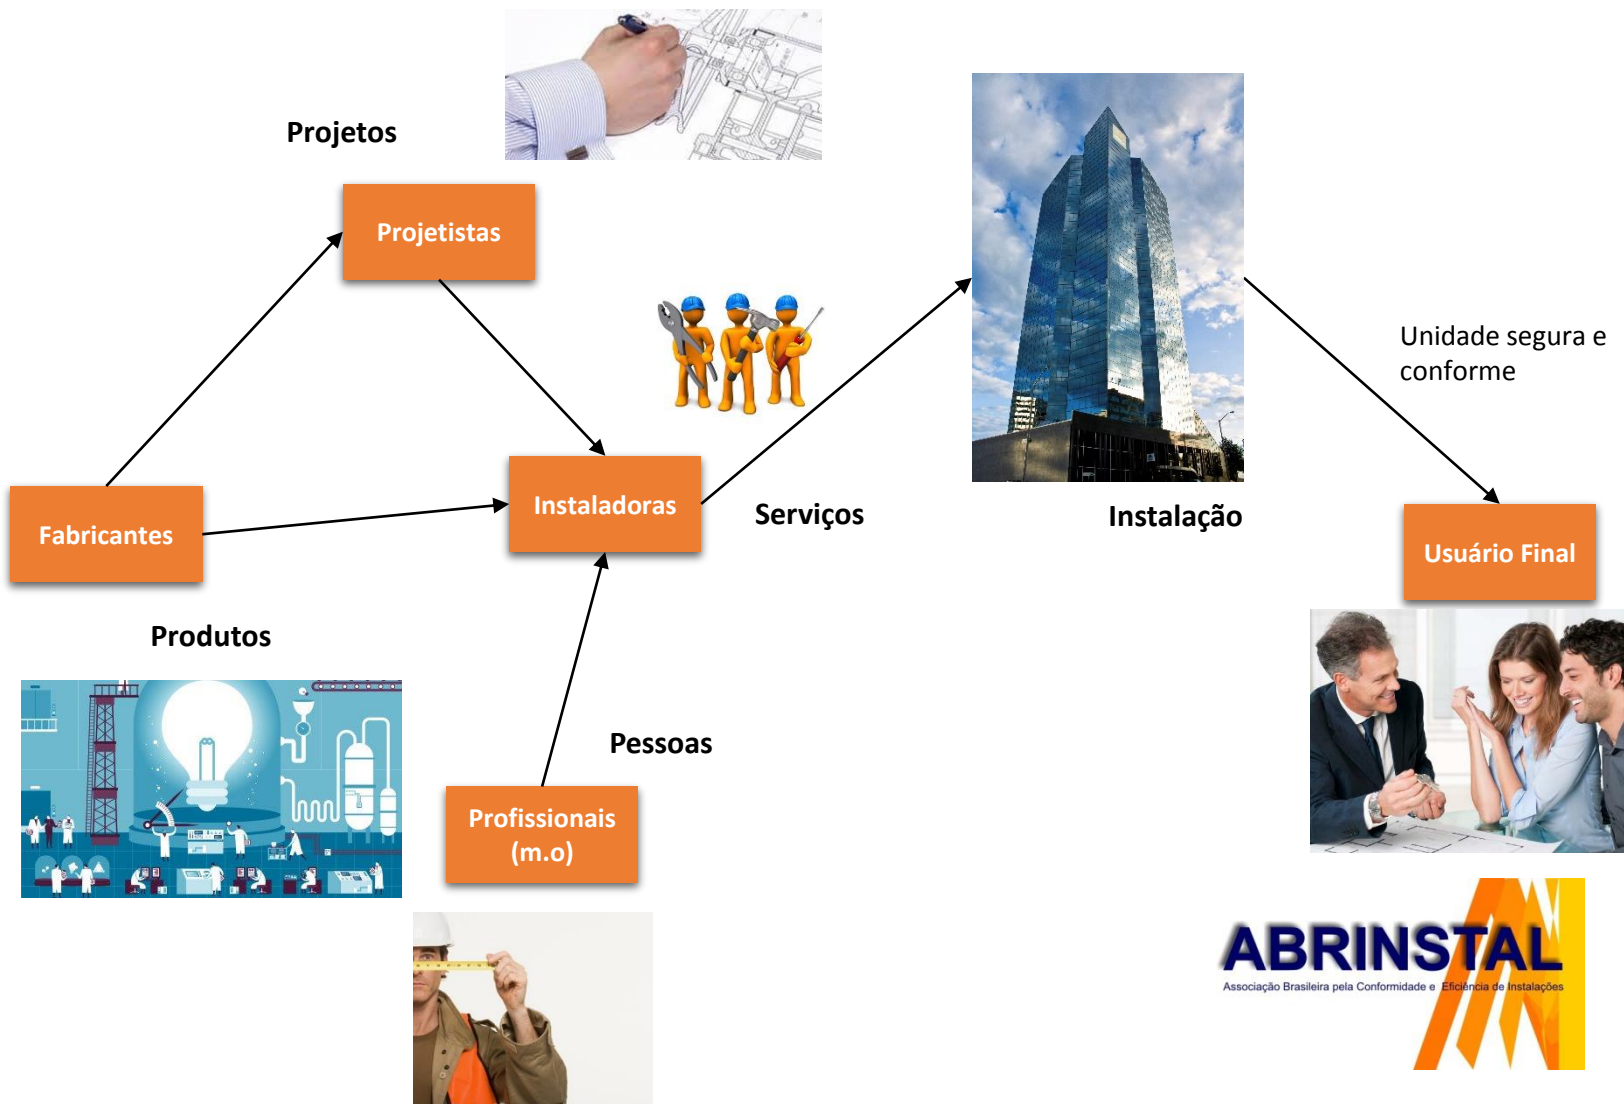 Projetos
Projetistas
Unidade segura e
conforme
Fabricantes
Instaladoras
Serviços
Instalação
Usuário Final
Produtos
Pessoas
Profissionais
(m.o)
ABRINSTAL
Associação Brasileira pela Conformidade e Eficiência de Instalações